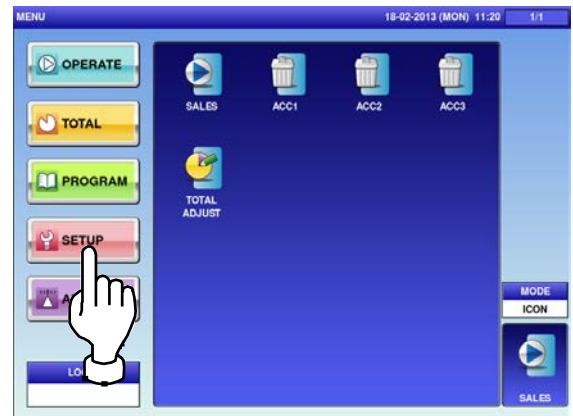 MENU 18-02-2013 (MON) 11:20 1/1
OPERATE
TOTAL
PROGRAM
SETUP
SALES ACC1 ACC2 ACC3
TOTAL
ADJUST
MODE
ICON
SALES